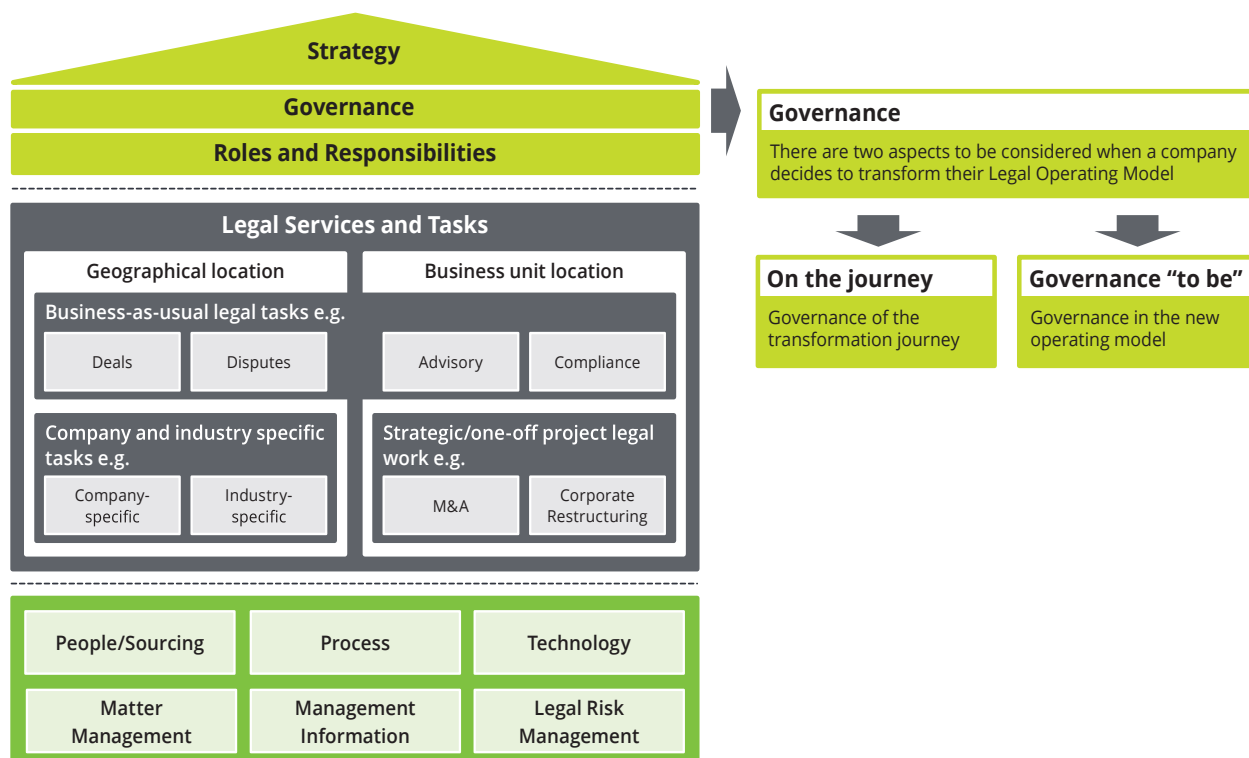 Strategy
Governance
Roles and Responsibilities
Legal Services and Tasks
Geographical location
Business unit location
Business-as-usual legal tasks e.g.
Deals
Disputes
Advisory
Compliance
Company and industry specific
tasks e.g.
Company-
specific
Industry-
specific
Strategic/one-off project legal
work e.g.
M&A
Corporate
Restructuring
People/Sourcing
Process
Technology
Matter
Management
Management
Information
Legal Risk
Management
Governance
There are two aspects to be considered when a company
decides to transform their Legal Operating Model
On the journey
Governance of the
transformation journey
Governance “to be”
Governance in the new
operating model